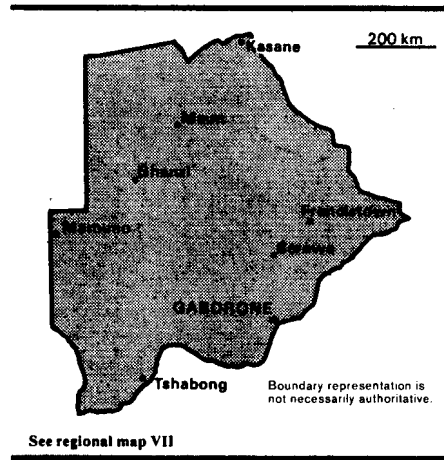 Kasane
200 km
Maun
Ghanzi
Francistown
Mamuno
Serowe
GABORONE
Tshabong
Boundary representation is
not necessarily authoritative.
See regional map VII